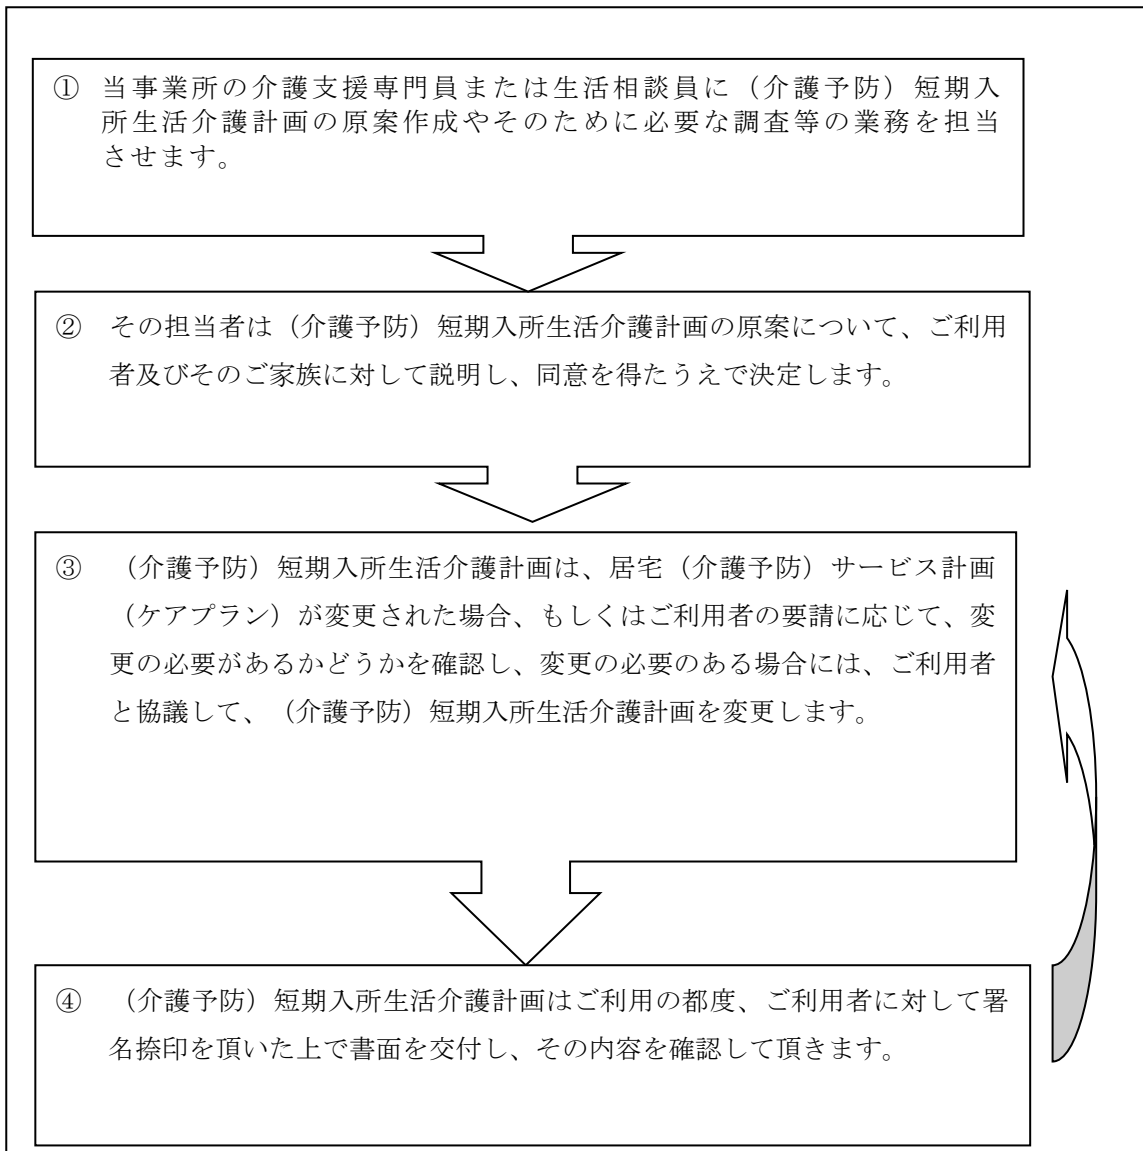 ① 当事業所の介護支援専門員または生活相談員に（介護予防）短期入
所生活介護計画の原案作成やそのために必要な調査等の業務を担当
させます。
② その担当者は（介護予防）短期入所生活介護計画の原案について、ご利用
者及びそのご家族に対して説明し、同意を得たうえで決定します。
③ （介護予防）短期入所生活介護計画は、居宅（介護予防）サービス計画
（ケアプラン）が変更された場合、もしくはご利用者の要請に応じて、変
更の必要があるかどうかを確認し、変更の必要のある場合には、ご利用者
と協議して、（介護予防）短期入所生活介護計画を変更します。
④ （介護予防）短期入所生活介護計画はご利用の都度、ご利用者に対して署
名捺印を頂いた上で書面を交付し、その内容を確認して頂きます。